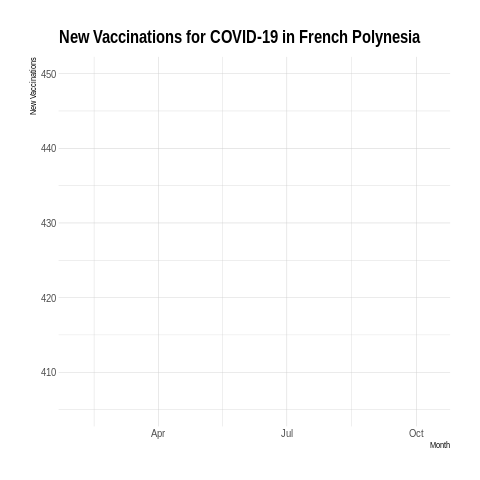 New Vaccinations for COVID-19 in French Polynesia
New Vaccinations
450
440
430
420
410
Apr Jul Oct
Month